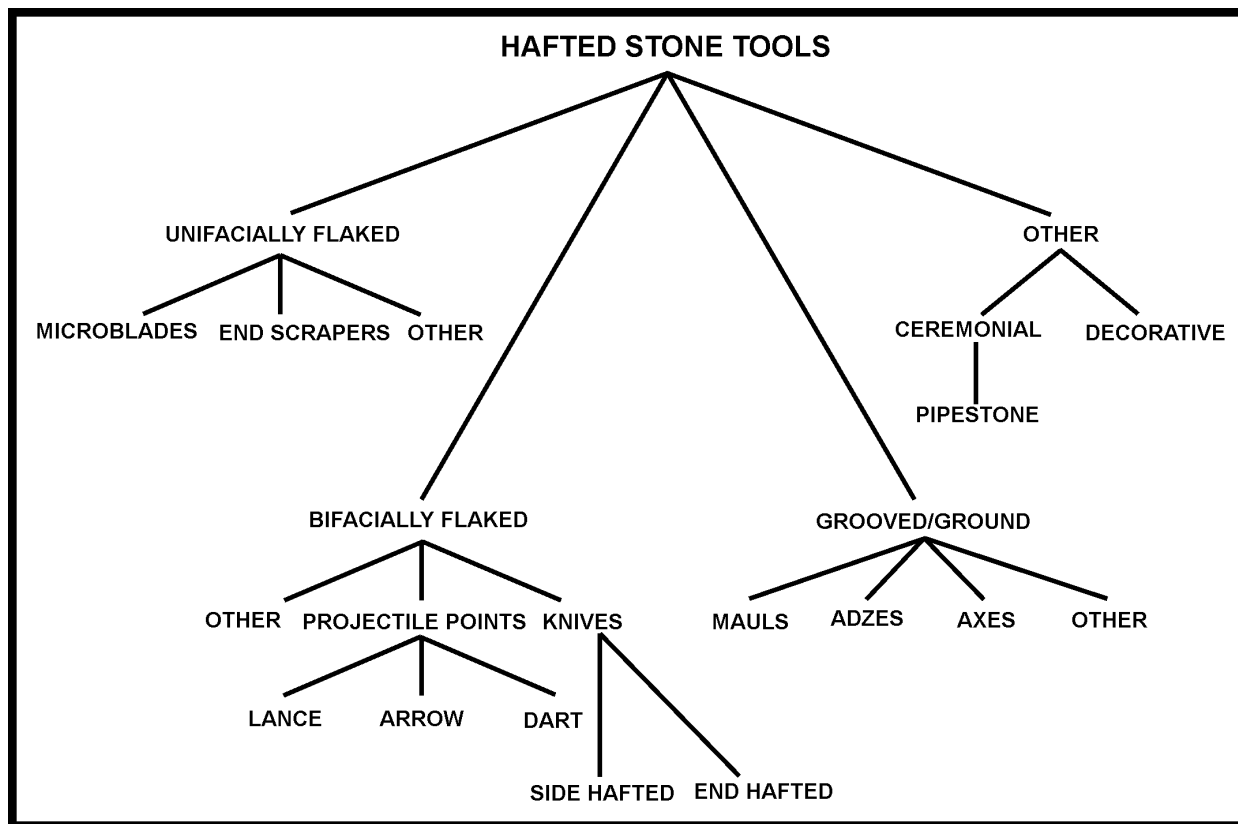 HAFTED STONE TOOLS
UNIFACIALLY FLAKED
OTHER
MICROBLADES
END SCRAPERS
OTHER
CEREMONIAL
DECORATIVE
PIPESTONE
BIFACIALLY FLAKED
GROOVED/GROUND
OTHER
PROJECTILE POINTS
KNIVES
MAULS
ADZES
AXES
OTHER
LANCE
ARROW
DART
SIDE HAFTED
END HAFTED